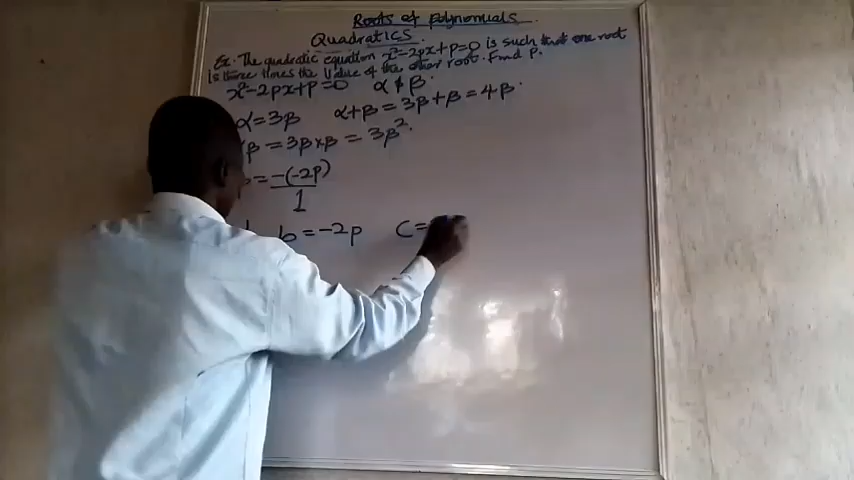 Roots of Polynomials.
Quadratics.
Ex. The quadratic equation x²-2px+p=0 is such that one root
is three times the value of the other root. Find p.
x²-2px+p=0 α & β.
α=3β α+β=3β+β=4β.
β =3β×β = 3β².
= -(-2p)
1
b=-2p C=